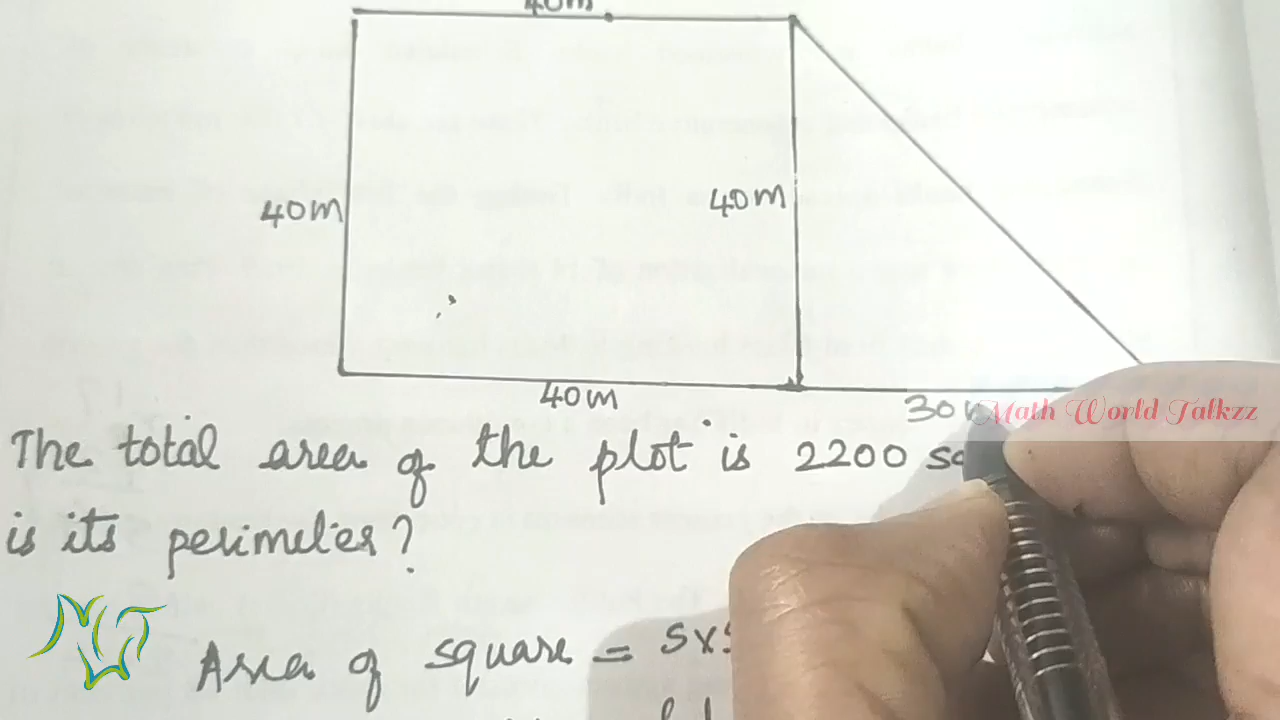 40m
40m
40m
40m
30
Math World Talkzz
The total area of the plot is 2200
is its perimeter?
MLT
Area of square =